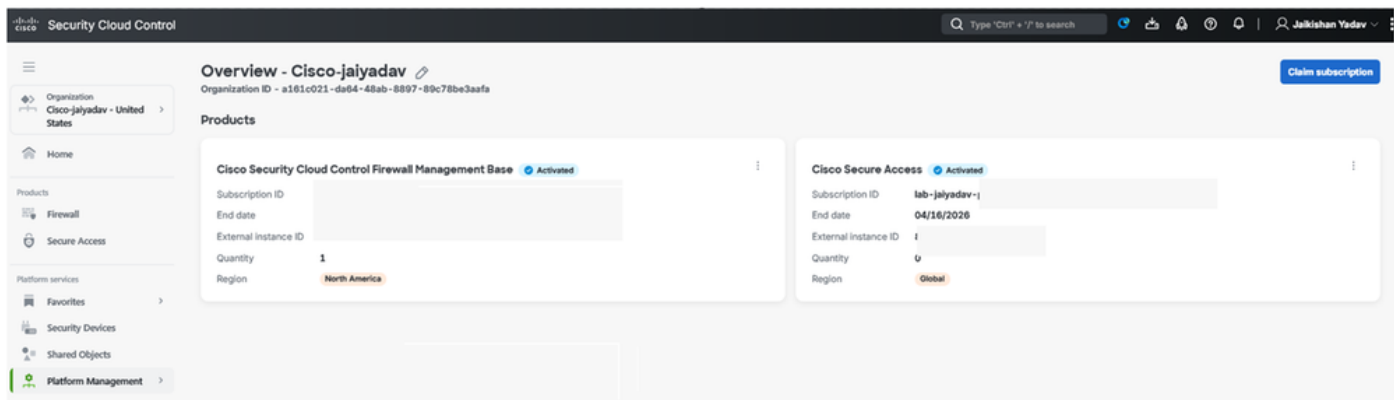 cisco Security Cloud Control
Type 'Ctrl' + '/' to search
Jaikishan Yadav
Organization
Cisco-jaiyadav - United
States
Home
Products
Firewall
Secure Access
Platform services
Favorites
Security Devices
Shared Objects
Platform Management
Overview - Cisco-jaiyadav
Organization ID - a161c021-da64-48ab-8897-89c78be3aafa
Claim subscription
Products
Cisco Security Cloud Control Firewall Management Base Activated
Subscription ID
End date
External instance ID
Quantity 1
Region North America
Cisco Secure Access Activated
Subscription ID lab-jaiyadav-
End date 04/16/2026
External instance ID
Quantity 0
Region Global